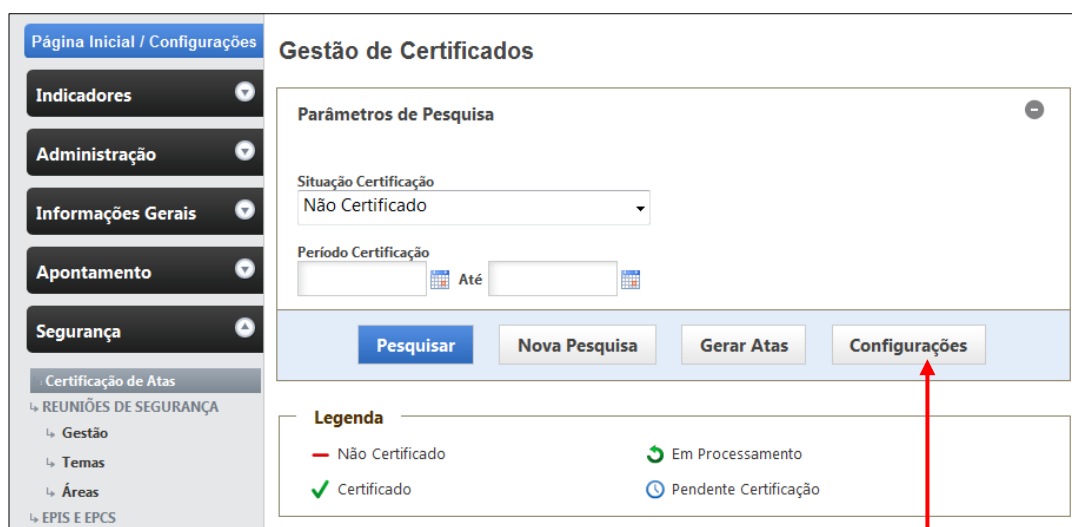 Página Inicial / Configurações
Indicadores
Administração
Informações Gerais
Apontamento
Segurança
Certificação de Atas
REUNIÕES DE SEGURANÇA
Gestão
Temas
Áreas
EPIS E EPCS
Gestão de Certificados
Parâmetros de Pesquisa
Situação Certificação
Não Certificado
Período Certificação
Até
Pesquisar Nova Pesquisa Gerar Atas Configurações
Legenda
Não Certificado Em Processamento
Certificado Pendente Certificação